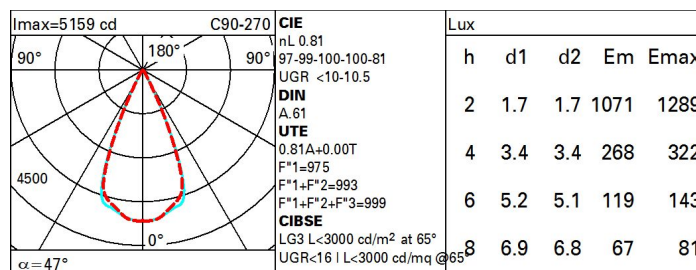 Imax=5159 cd C90-270
90° 180° 90°
4500
0°
α=47°
CIE
nL 0.81
97-99-100-100-81
UGR <10-10.5
DIN
A.61
UTE
0.81A+0.00T
F"1=975
F"1+F"2=993
F"1+F"2+F"3=999
CIBSE
LG3 L<3000 cd/m² at 65°
UGR<16 | L<3000 cd/mq @65°
Lux
h d1 d2 Em Emax
2 1.7 1.7 1071 1289
4 3.4 3.4 268 322
6 5.2 5.1 119 143
8 6.9 6.8 67 81